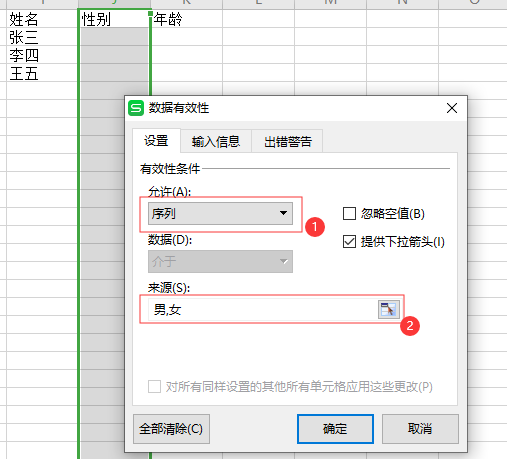 I J K L M N O
姓名 性别 年龄
张三
李四
王五
S 数据有效性
设置 输入信息 出错警告
有效性条件
允许(A):
序列 1 忽略空值(B)
数据(D): 提供下拉箭头(I)
介于
来源(S):
男,女 2
对所有同样设置的其他所有单元格应用这些更改(P)
全部清除(C) 确定 取消